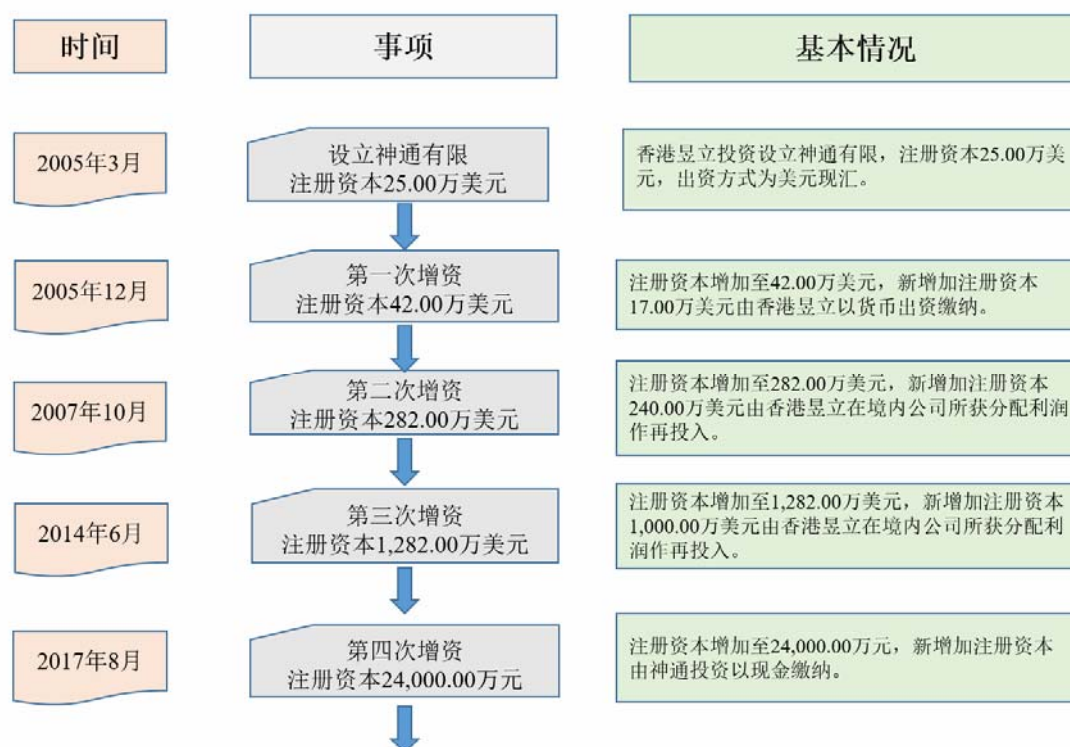 时间
事项
基本情况
2005年3月
设立神通有限
注册资本25.00万美元
香港昱立投资设立神通有限，注册资本25.00万美
元，出资方式为美元现汇。
2005年12月
第一次增资
注册资本42.00万美元
注册资本增加至42.00万美元，新增加注册资本
17.00万美元由香港昱立以货币出资缴纳。
2007年10月
第二次增资
注册资本282.00万美元
注册资本增加至282.00万美元，新增加注册资本
240.00万美元由香港昱立在境内公司所获分配利润
作再投入。
2014年6月
第三次增资
注册资本1,282.00万美元
注册资本增加至1,282.00万美元，新增加注册资本
1,000.00万美元由香港昱立在境内公司所获分配利
润作再投入。
2017年8月
第四次增资
注册资本24,000.00万元
注册资本增加至24,000.00万元，新增加注册资本
由神通投资以现金缴纳。